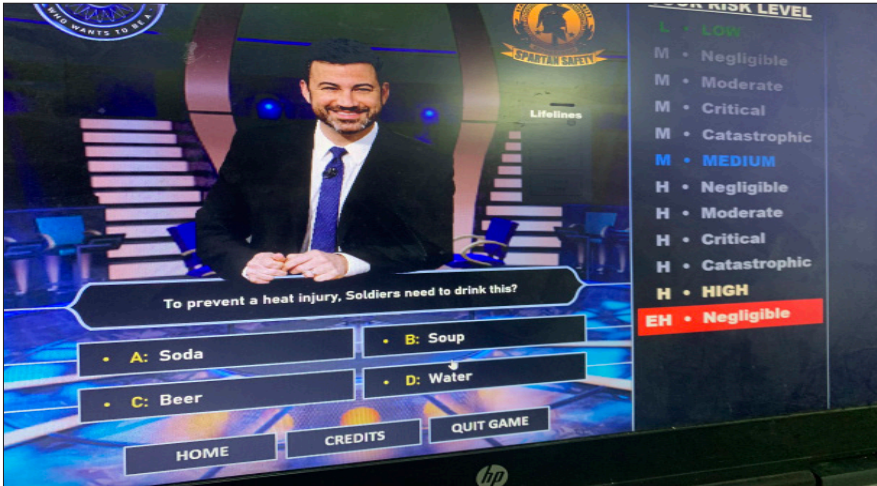 WHO WANTS TO BE A
SPARTAN SAFETY
Lifelines
RISK LEVEL
L • LOW
M • Negligible
M • Moderate
M • Critical
M • Catastrophic
M • MEDIUM
H • Negligible
H • Moderate
H • Critical
H • Catastrophic
H • HIGH
EH • Negligible
To prevent a heat injury, Soldiers need to drink this?
• A: Soda
• B: Soup
• C: Beer
• D: Water
HOME
CREDITS
QUIT GAME
hp